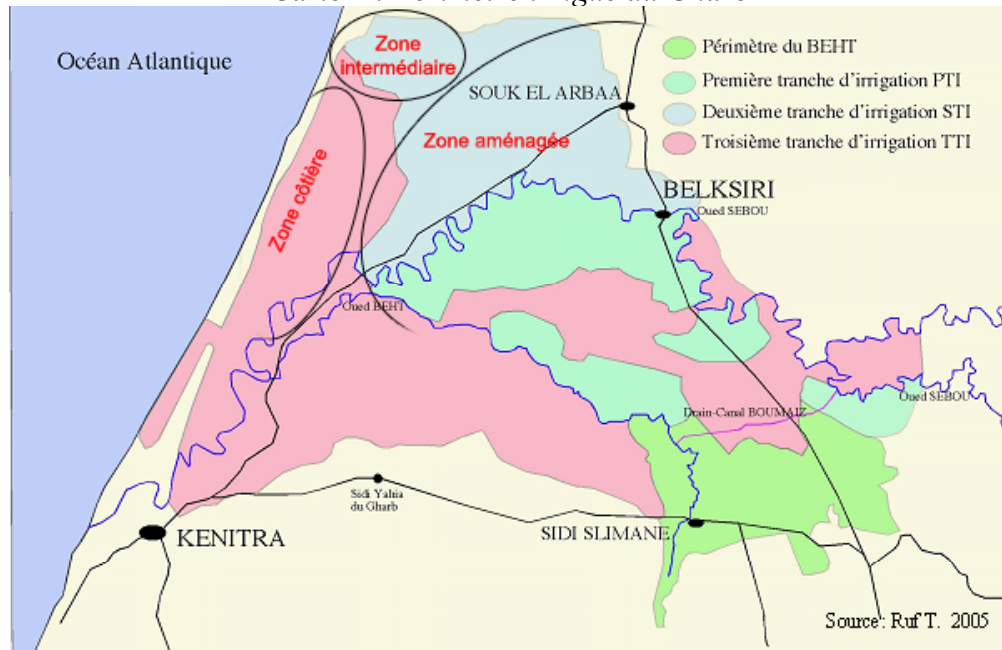 Océan Atlantique
Zone
intermédiaire
Périmètre du BEHT
Première tranche d'irrigation PTI
Deuxième tranche d'irrigation STI
Troisième tranche d'irrigation TTI
SOUK EL ARBAA
Zone aménagée
Zone côtière
BELKSIRI
Oued SEBOU
Oued BEHT
Oued SEBOU
Drain-Canal BOUMAIZ
Sidi Yahia
du Gharb
KENITRA
SIDI SLIMANE
Source: Ruf T. 2005